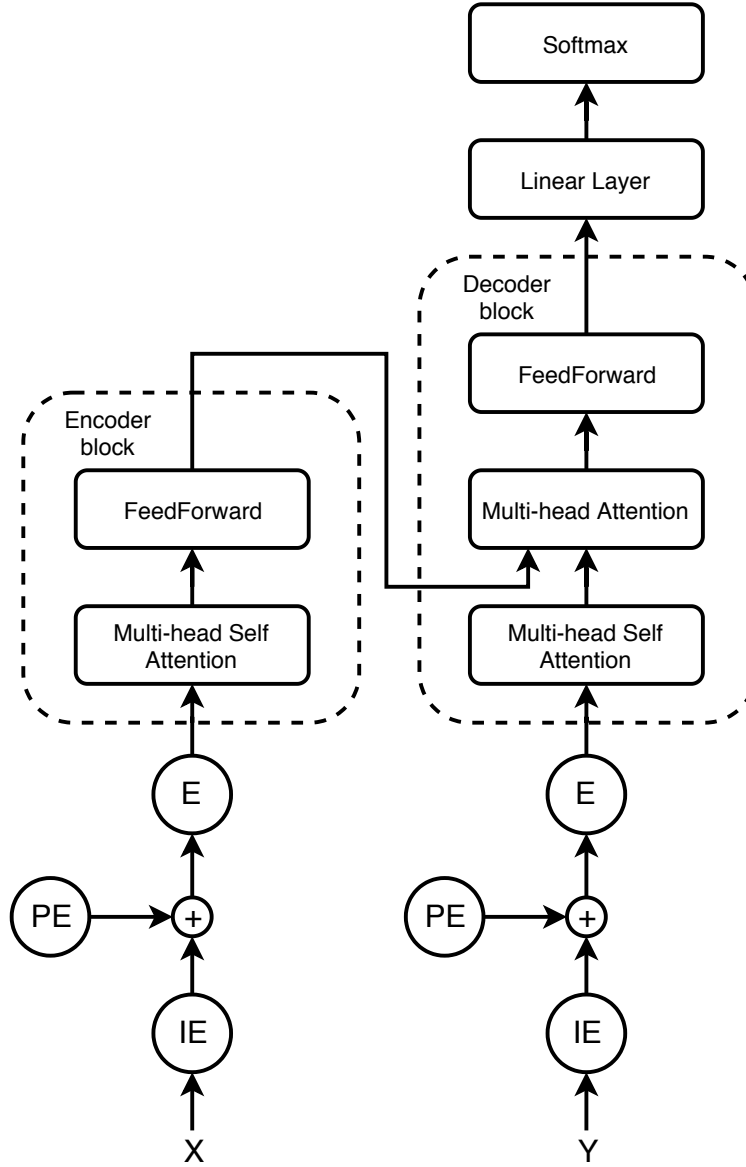 Softmax
Linear Layer
Decoder
block
FeedForward
Encoder
block
FeedForward
Multi-head Attention
Multi-head Self
Attention
Multi-head Self
Attention
E
E
PE
+
PE
+
IE
IE
X
Y